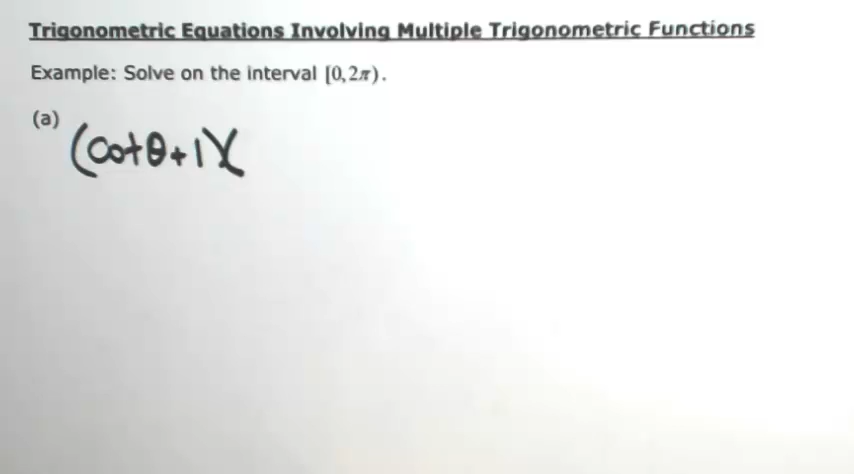 Trigonometric Equations Involving Multiple Trigonometric Functions
Example: Solve on the interval [0,2π).
(a)
(cotθ+1)(